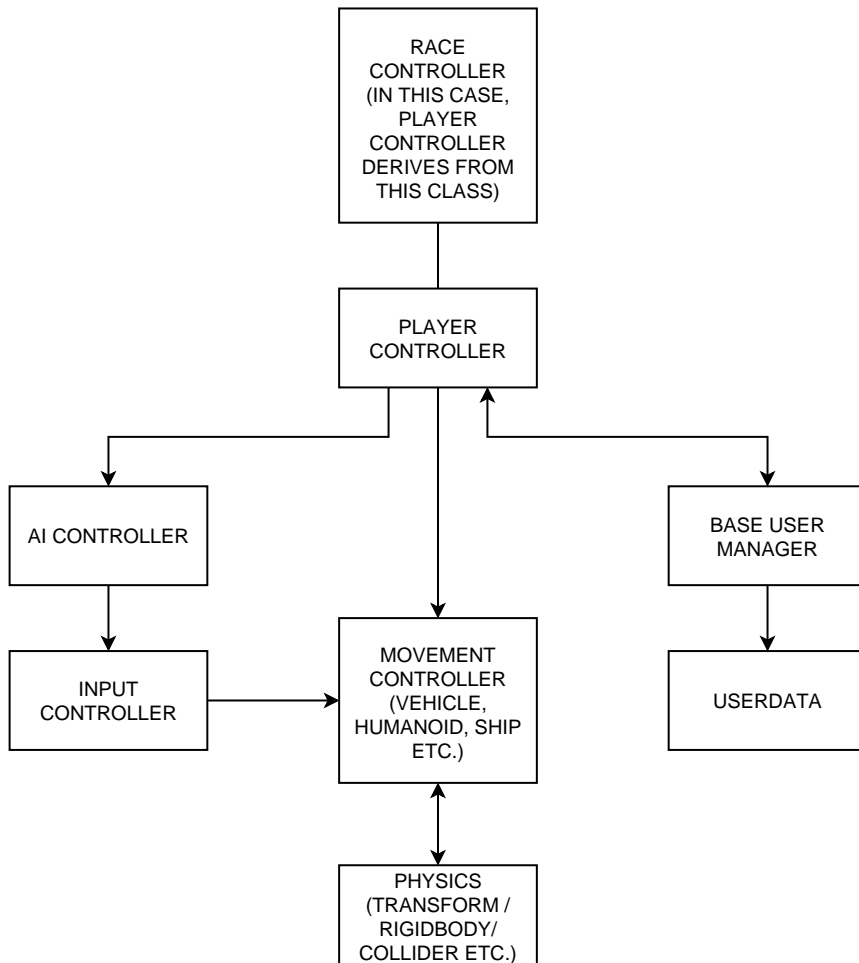 RACE
CONTROLLER
(IN THIS CASE,
PLAYER
CONTROLLER
DERIVES FROM
THIS CLASS)
PLAYER
CONTROLLER
AI CONTROLLER
BASE USER
MANAGER
INPUT
CONTROLLER
MOVEMENT
CONTROLLER
(VEHICLE,
HUMANOID, SHIP
ETC.)
USERDATA
PHYSICS
(TRANSFORM /
RIGIDBODY/
COLLIDER ETC.)